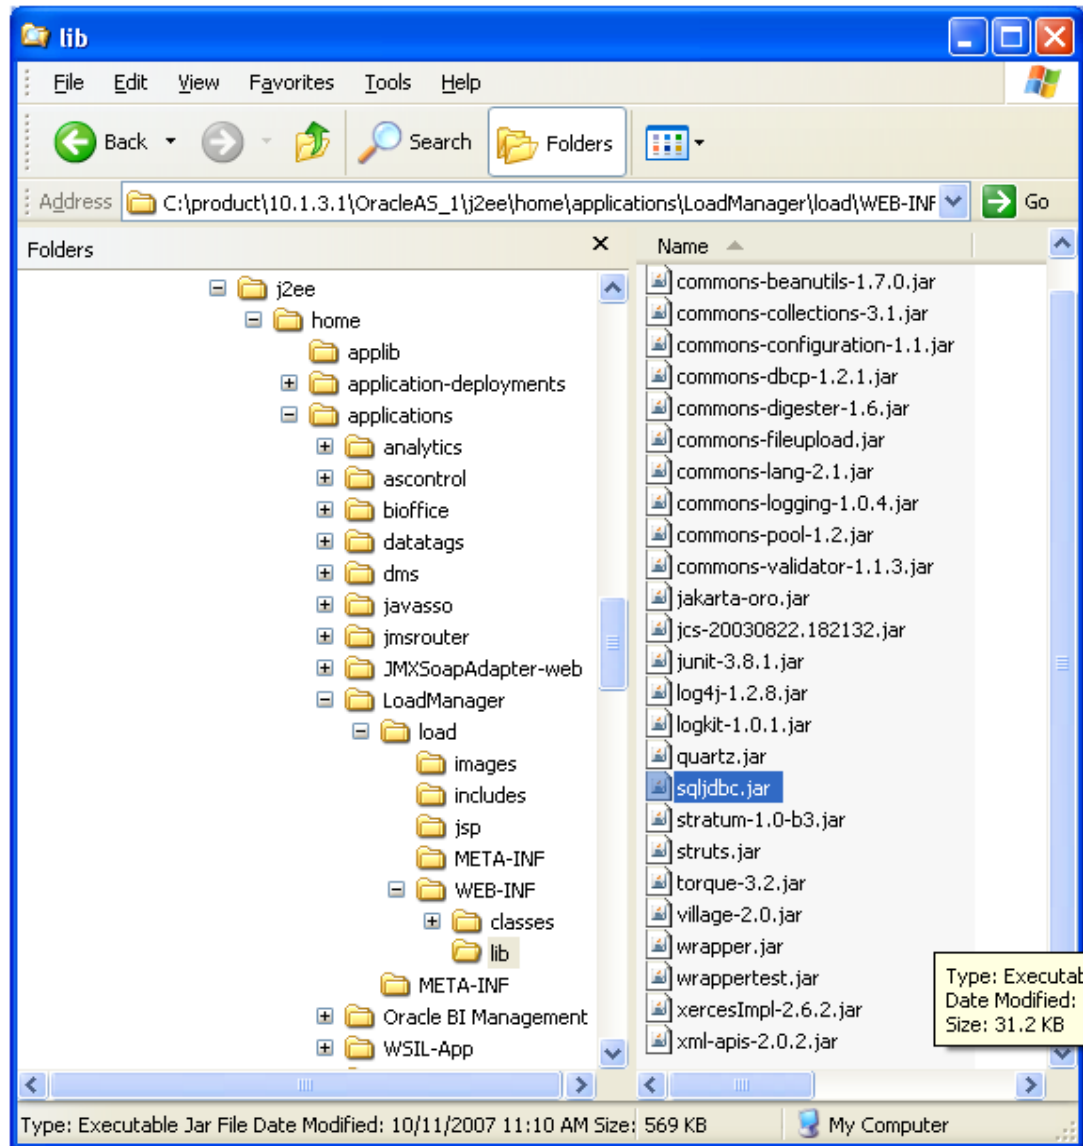 lib
File Edit View Favorites Tools Help
Back Search Folders
Address C:\product\10.1.3.1\OracleAS_1\j2ee\home\applications\LoadManager\load\WEB-INF Go
Folders
j2ee
home
applib
application-deployments
applications
analytics
ascontrol
bioffice
datatags
dms
javasso
jmsrouter
JMXSoapAdapter-web
LoadManager
load
images
includes
jsp
META-INF
WEB-INF
classes
lib
META-INF
Oracle BI Management
WSIL-App
Name
commons-beanutils-1.7.0.jar
commons-collections-3.1.jar
commons-configuration-1.1.jar
commons-dbcp-1.2.1.jar
commons-digester-1.6.jar
commons-fileupload.jar
commons-lang-2.1.jar
commons-logging-1.0.4.jar
commons-pool-1.2.jar
commons-validator-1.1.3.jar
jakarta-oro.jar
jcs-20030822.182132.jar
junit-3.8.1.jar
log4j-1.2.8.jar
logkit-1.0.1.jar
quartz.jar
sqljdbc.jar
stratum-1.0-b3.jar
struts.jar
torque-3.2.jar
village-2.0.jar
wrapper.jar
wrappertest.jar
xercesImpl-2.6.2.jar
xml-apis-2.0.2.jar
Type: Executab
Date Modified:
Size: 31.2 KB
Type: Executable Jar File Date Modified: 10/11/2007 11:10 AM Size: 569 KB My Computer